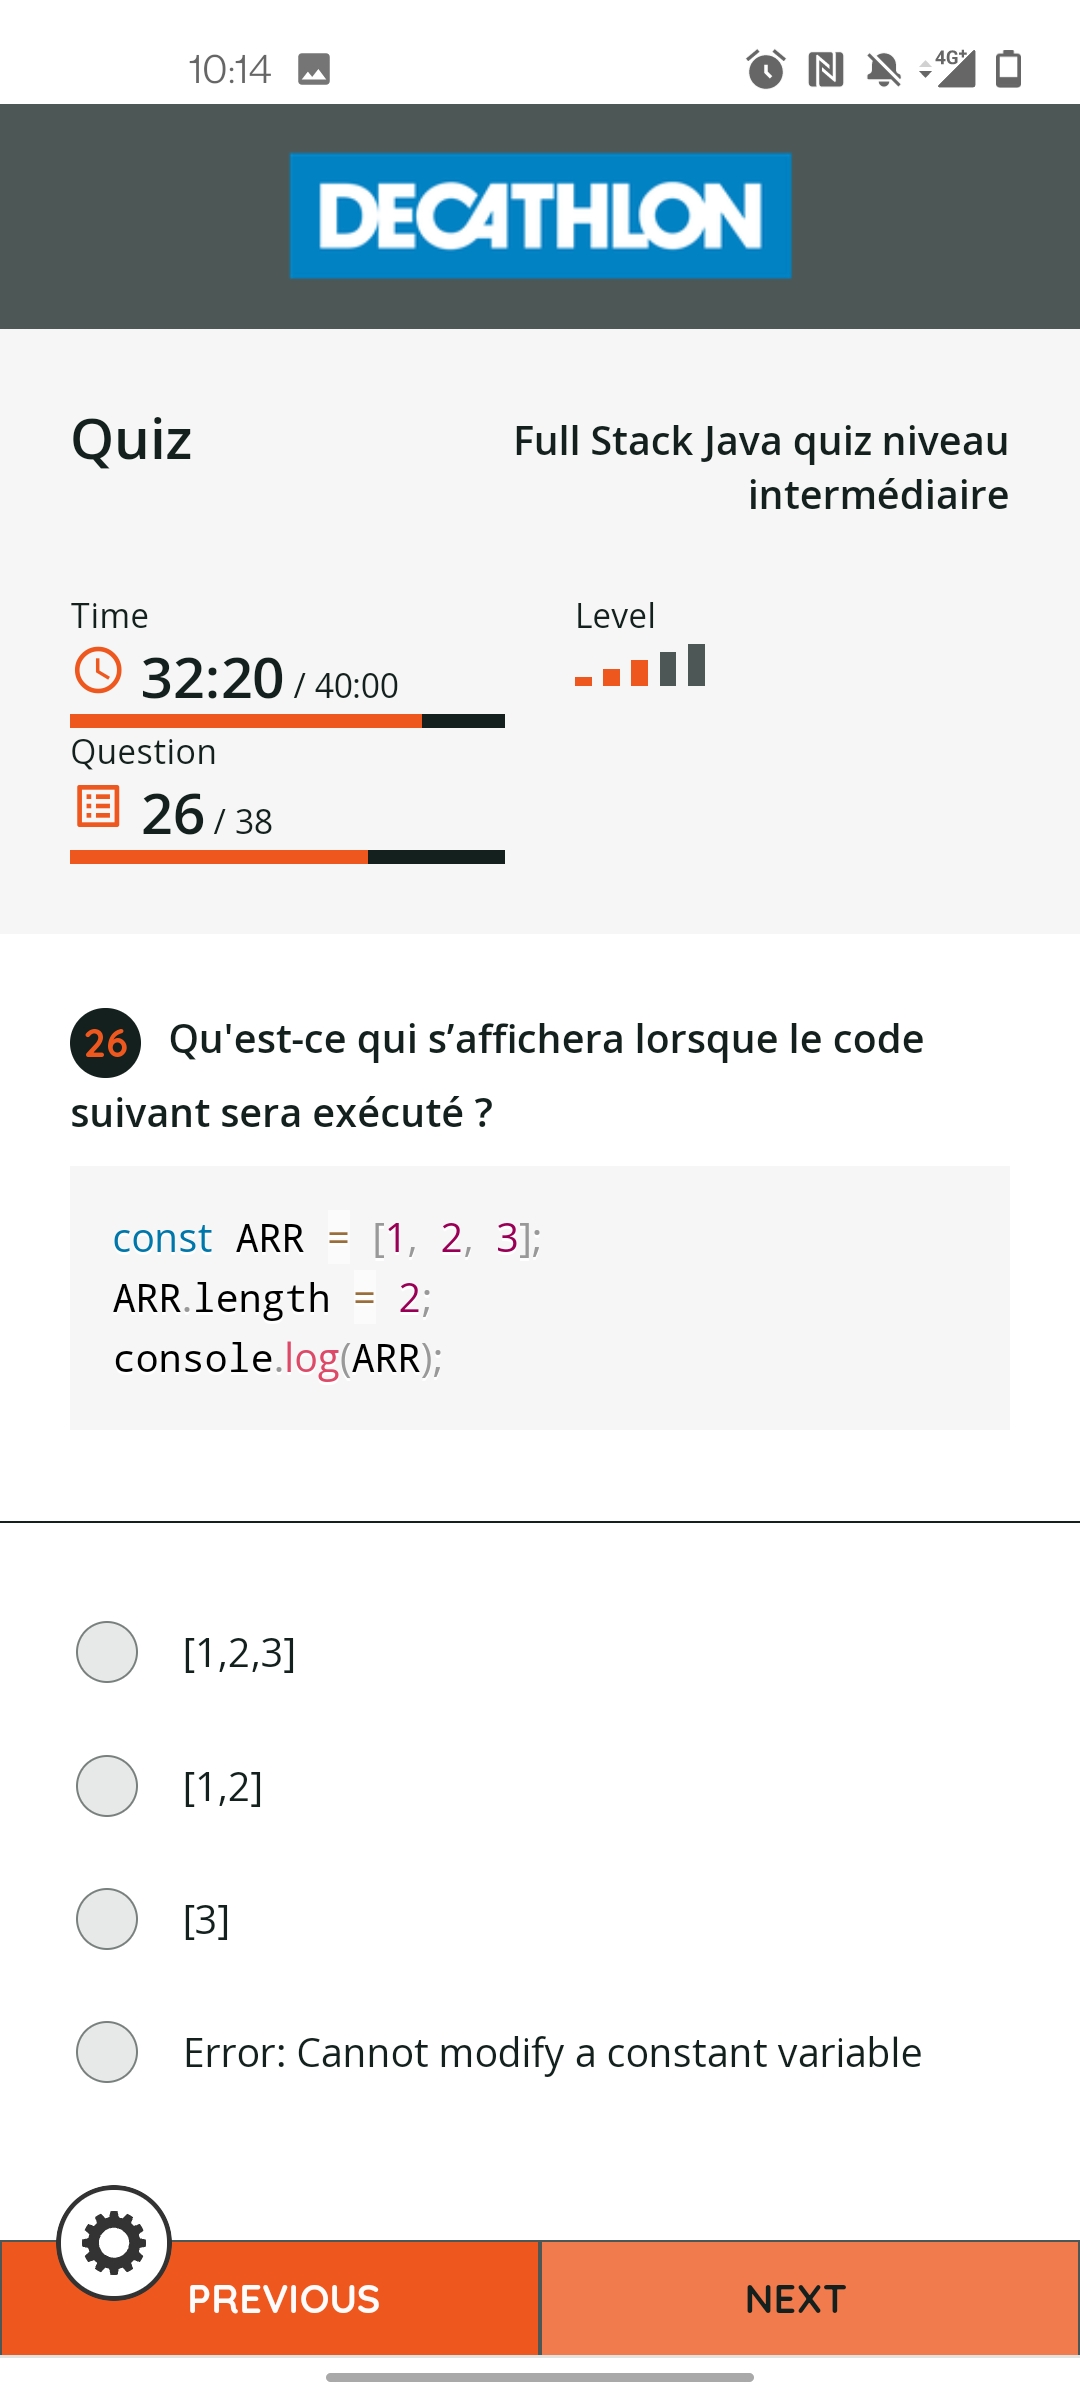 10:14
4G+
DECATHLON
Quiz
Full Stack Java quiz niveau
intermédiaire
Time
Level
32:20 / 40:00
Question
26 / 38
26 Qu'est-ce qui s’affichera lorsque le code
suivant sera exécuté ?
const ARR = [1, 2, 3];
ARR.length = 2;
console.log(ARR);
[1,2,3]
[1,2]
[3]
Error: Cannot modify a constant variable
PREVIOUS
NEXT